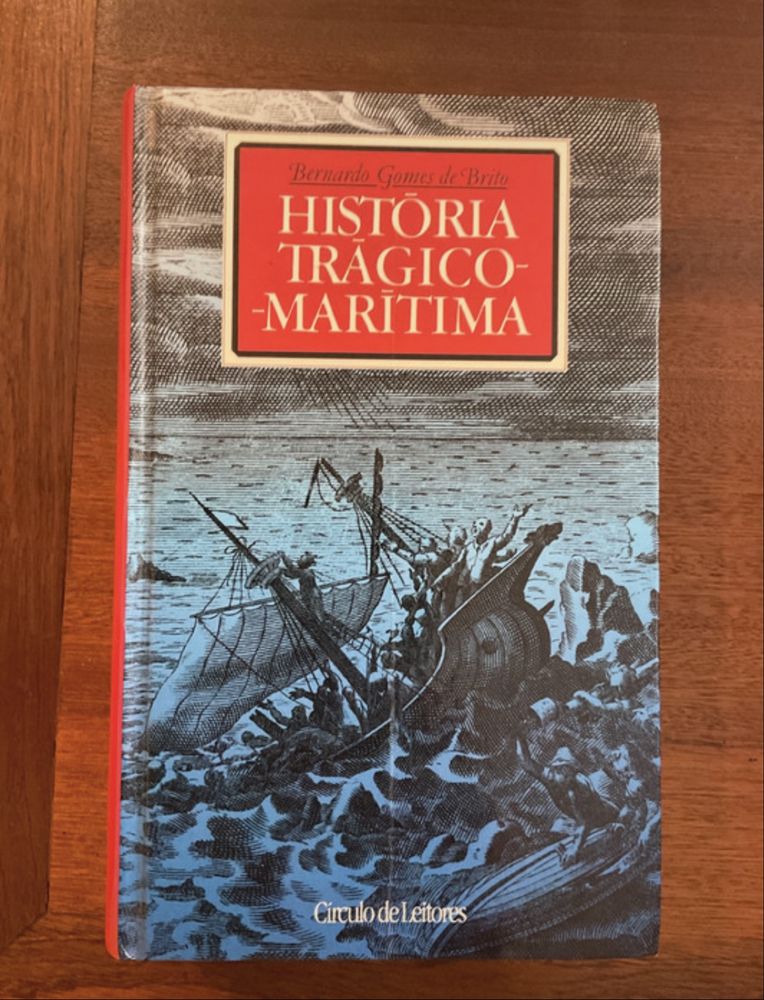 Bernardo Gomes de Brito
HISTÓRIA
TRÁGICO-
-MARÍTIMA
Círculo de Leitores